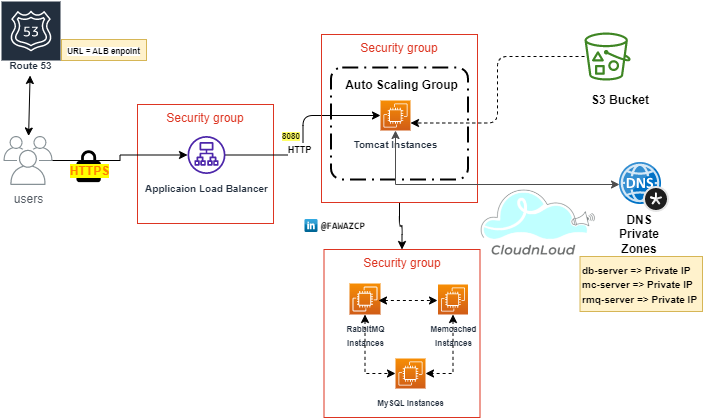 53
URL = ALB enpoint
Route 53
users
HTTPS
Security group
Applicaion Load Balancer
8080
HTTP
Security group
Auto Scaling Group
Tomcat Instances
S3 Bucket
DNS
DNS
Private
Zones
db-server => Private IP
mc-server => Private IP
rmq-server => Private IP
CloudnLoud
in @FAWAZCP
Security group
RabbitMQ
Instances
Memcached
Instances
MySQL Instances